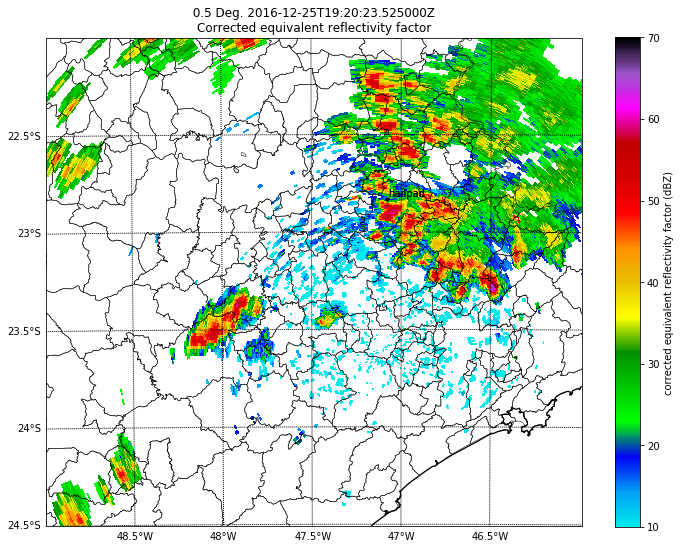 0.5 Deg. 2016-12-25T19:20:23.525000Z
Corrected equivalent reflectivity factor
22.5°S
23°S
23.5°S
24°S
24.5°S
48.5°W
48°W
47.5°W
47°W
46.5°W
70
60
50
40
30
20
10
corrected equivalent reflectivity factor (dBZ)